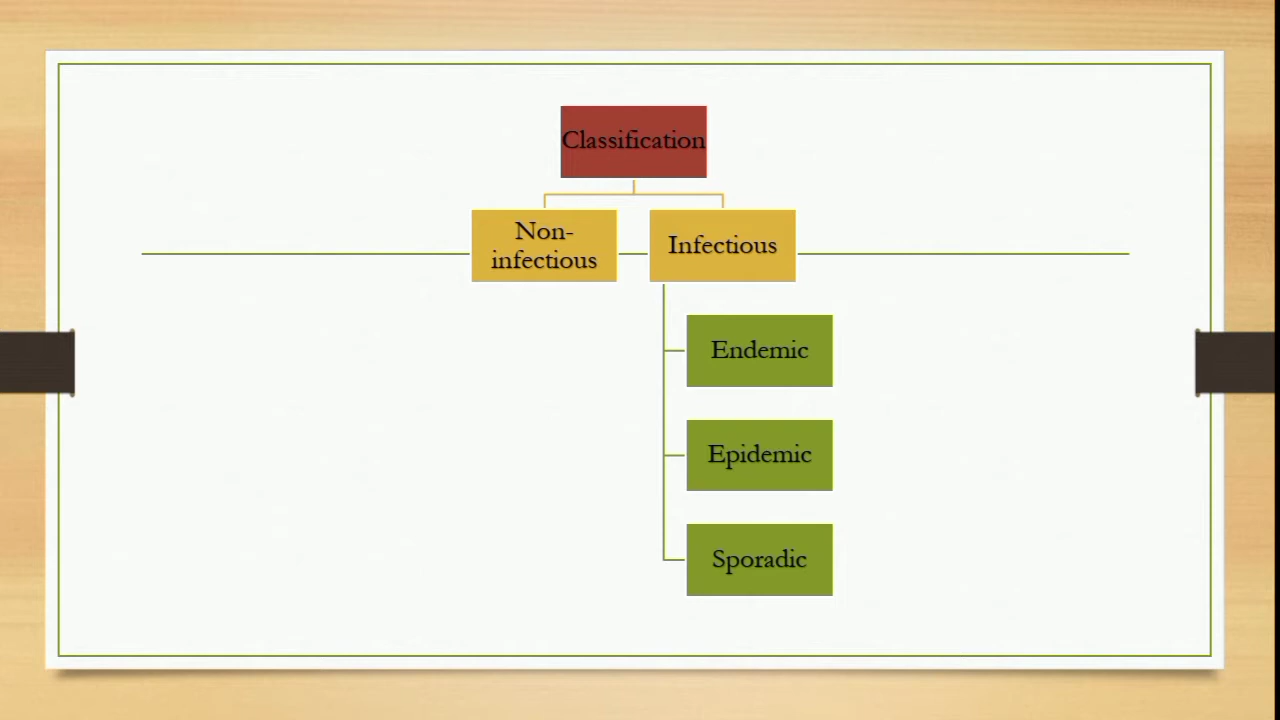 Classification
Non-
infectious
Infectious
Endemic
Epidemic
Sporadic